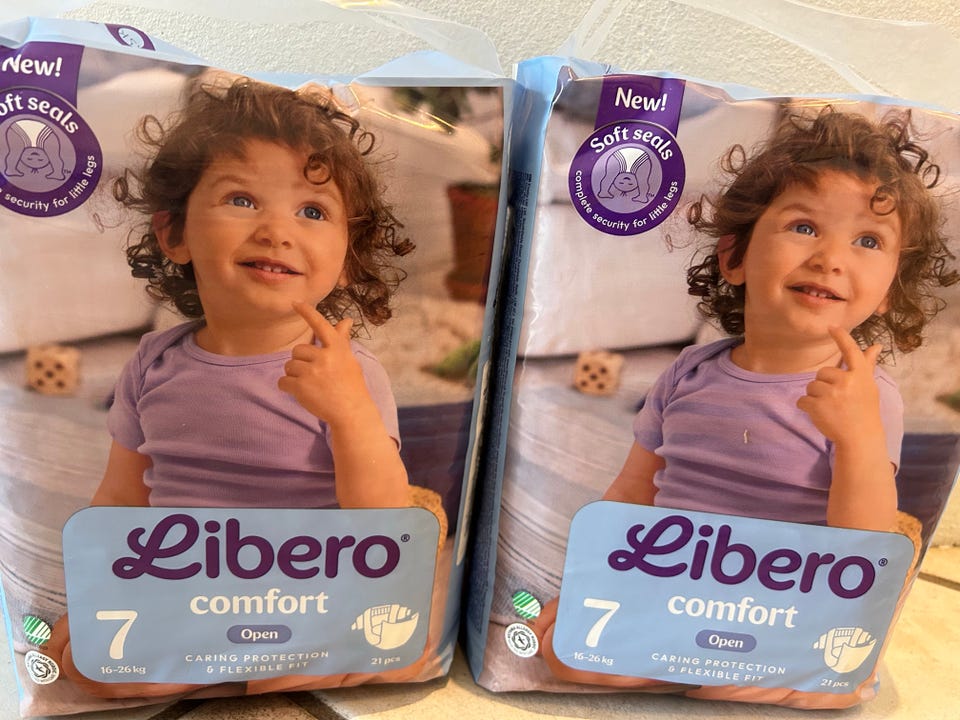 New!
oft seals
security for little legs
Libero®
comfort
Open
7
16-26 kg
CARING PROTECTION
& FLEXIBLE FIT
21 pcs
New!
Soft seals
complete security for little legs
Libero®
comfort
Open
7
16-26 kg
CARING PROTECTION
& FLEXIBLE FIT
21 pcs